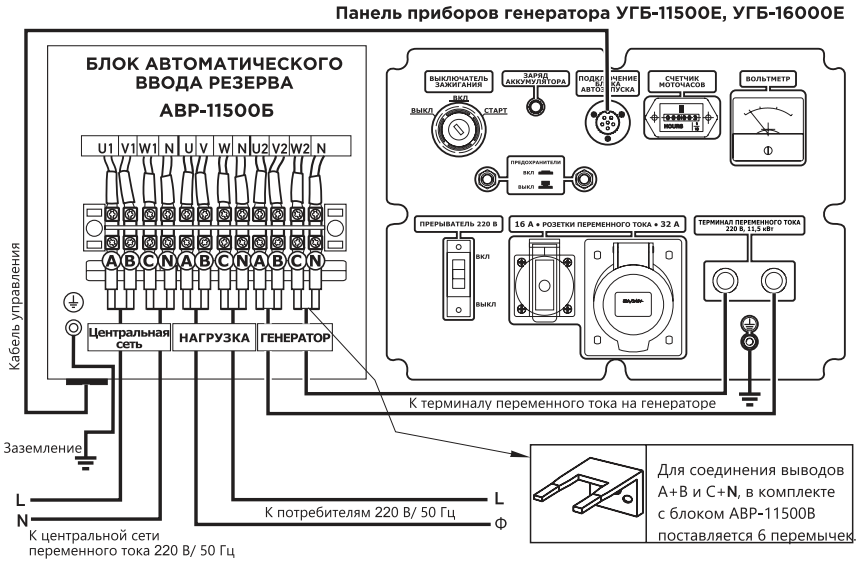 Панель приборов генератора УГБ-11500Е, УГБ-16000Е
БЛОК АВТОМАТИЧЕСКОГО
ВВОДА РЕЗЕРВА
АВР-11500Б
U1 V1 W1 N U V W N U2 V2 W2 N
A B C N A B C N A B C N
Центральная
сеть
НАГРУЗКА
ГЕНЕРАТОР
Кабель управления
Заземление
L
N
К центральной сети
переменного тока 220 В/ 50 Гц
К потребителям 220 В/ 50 Гц
L
Ф
К терминалу переменного тока на генераторе
ВЫКЛЮЧАТЕЛЬ
ЗАЖИГАНИЯ
ВКЛ
ВЫКЛ
СТАРТ
ЗАРЯД
АККУМУЛЯТОРА
ПОДКЛЮЧЕНИЕ
БЛОКА
АВТОЗАПУСКА
СЧЕТЧИК
МОТОЧАСОВ
HOURS
ВОЛЬТМЕТР
ПРЕДОХРАНИТЕЛИ
ВКЛ
ВЫКЛ
ПРЕРЫВАТЕЛЬ 220 В
ВКЛ
ВЫКЛ
16 А • РОЗЕТКИ ПЕРЕМЕННОГО ТОКА • 32 А
ТЕРМИНАЛ ПЕРЕМЕННОГО ТОКА
220 В, 11,5 кВт
Для соединения выводов
А+В и С+N, в комплекте
с блоком АВР-11500В
поставляется 6 перемычек.